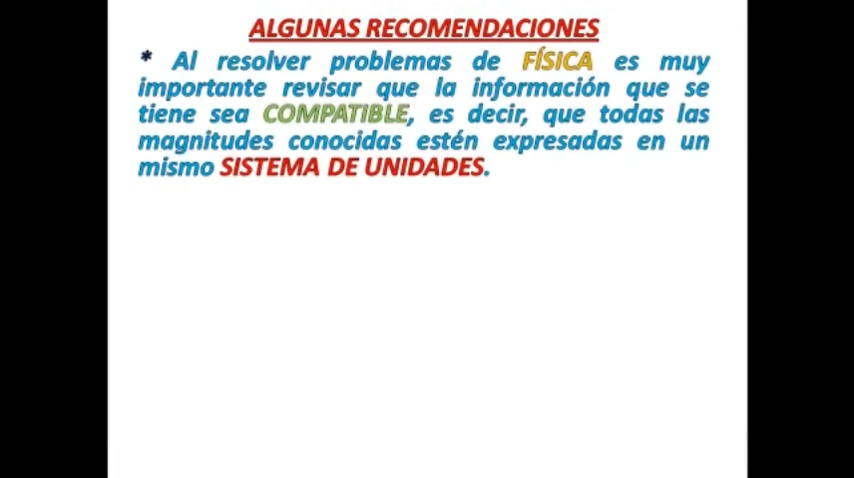 ALGUNAS RECOMENDACIONES
* Al resolver problemas de FÍSICA es muy
importante revisar que la información que se
tiene sea COMPATIBLE, es decir, que todas las
magnitudes conocidas estén expresadas en un
mismo SISTEMA DE UNIDADES.